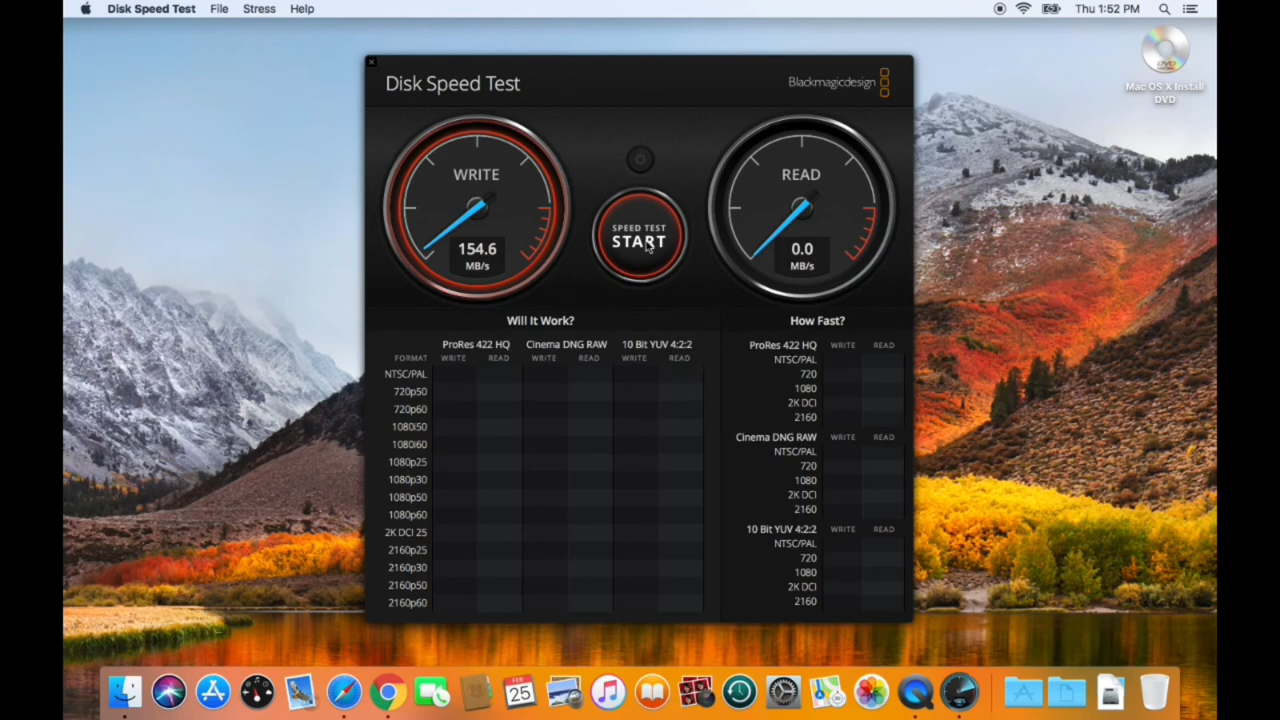 Disk Speed Test File Stress Help Thu 1:52 PM
DVD
Mac OS X Install
DVD
Disk Speed Test
Blackmagicdesign
WRITE
154.6
MB/s
SPEED TEST
START
READ
0.0
MB/s
Will It Work?
ProRes 422 HQ Cinema DNG RAW 10 Bit YUV 4:2:2
FORMAT WRITE READ WRITE READ WRITE READ
NTSC/PAL
720p50
720p60
1080i50
1080i60
1080p25
1080p30
1080p50
1080p60
2K DCI 25
2160p25
2160p30
2160p50
2160p60
How Fast?
ProRes 422 HQ WRITE READ
NTSC/PAL
720
1080
2K DCI
2160
Cinema DNG RAW WRITE READ
NTSC/PAL
720
1080
2K DCI
2160
10 Bit YUV 4:2:2 WRITE READ
NTSC/PAL
720
1080
2K DCI
2160
FEB
25